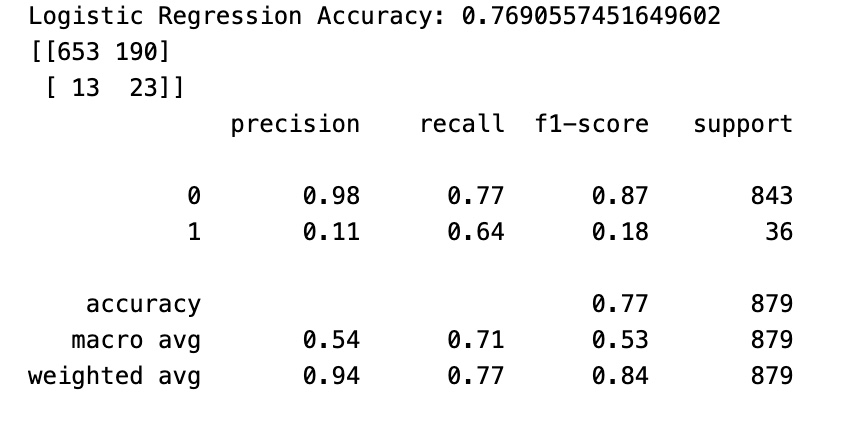 Logistic Regression Accuracy: 0.7690557451649602
[[653 190]
 [ 13  23]]
              precision    recall  f1-score   support

           0       0.98      0.77      0.87       843
           1       0.11      0.64      0.18        36

    accuracy                           0.77       879
   macro avg       0.54      0.71      0.53       879
weighted avg       0.94      0.77      0.84       879